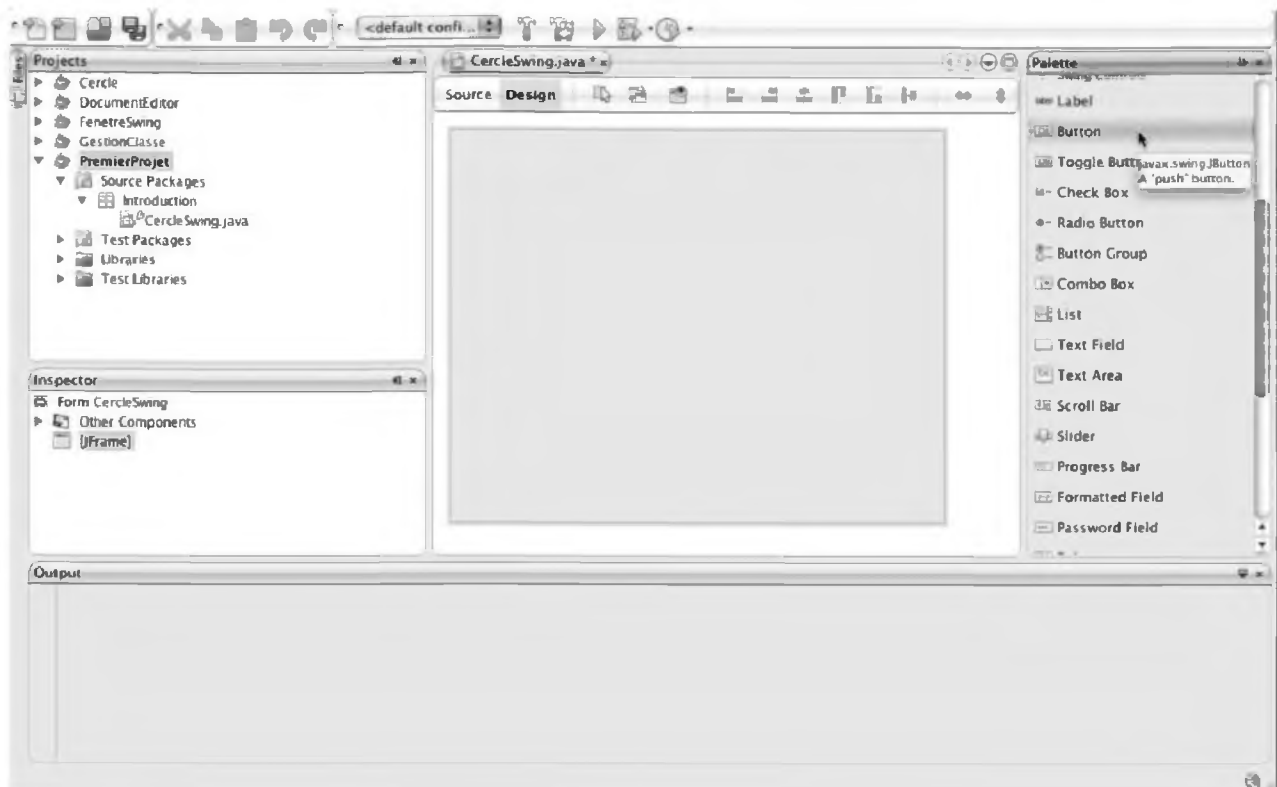 <default confi...
Files
Projects
Cercle
DocumentEditor
FenetreSwing
GestionClasse
PremierProjet
Source Packages
Introduction
CercleSwing.java
Test Packages
Libraries
Test Libraries
Inspector
Form CercleSwing
Other Components
[JFrame]
CercleSwing.java *
Source Design
Palette
Swing Controls
Label
Button
Toggle Butt
javax.swing.JButton
A 'push' button.
Check Box
Radio Button
Button Group
Combo Box
List
Text Field
Text Area
Scroll Bar
Slider
Progress Bar
Formatted Field
Password Field
Output